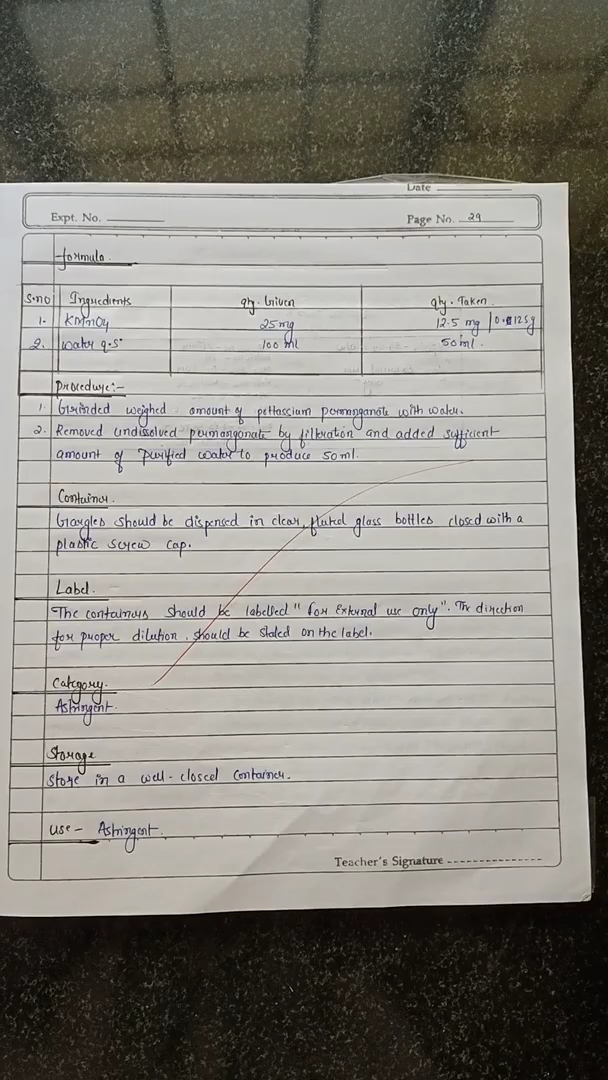 Date
Expt. No.
Page No. 29
formula.
S.no Ingredients qty. Given qty. Taken
1. KMnO4 25mg 12.5 mg / 0.0125g
2. water q.s 100 ml 50ml.
Procedure:-
1. Grinded weighed amount of pottassium permanganate with water.
2. Removed undissolved permanganate by filtration and added sufficient
amount of purified water to produce 50ml.
Container.
Gargles should be dispensed in clear, fluted glass bottles closed with a
plastic screw cap.
Label.
The containers should be labelled "for External use only". The direction
for proper dilution should be stated on the label.
Category.
Astringent.
Storage
Store in a well-closed container.
use - Astringent.
Teacher's Signature